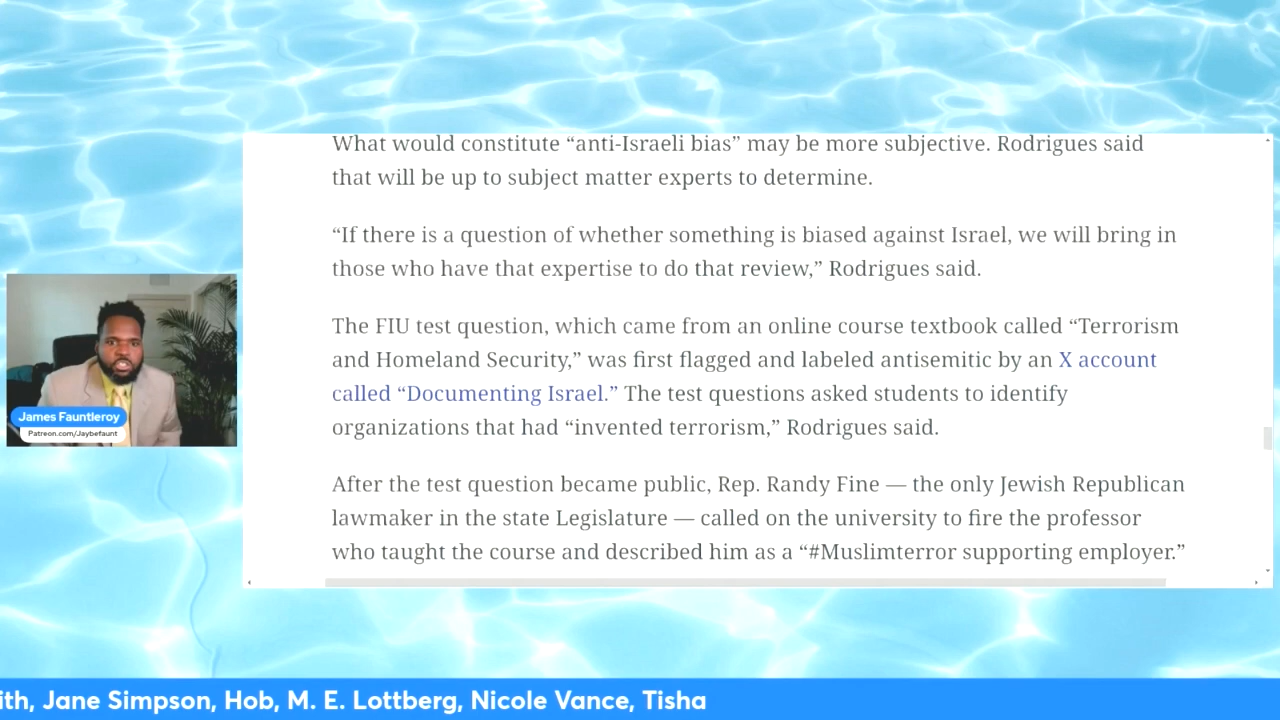 What would constitute “anti-Israeli bias” may be more subjective. Rodrigues said
that will be up to subject matter experts to determine.
“If there is a question of whether something is biased against Israel, we will bring in
those who have that expertise to do that review,” Rodrigues said.
The FIU test question, which came from an online course textbook called “Terrorism
and Homeland Security,” was first flagged and labeled antisemitic by an X account
called “Documenting Israel.” The test questions asked students to identify
organizations that had “invented terrorism,” Rodrigues said.
After the test question became public, Rep. Randy Fine — the only Jewish Republican
lawmaker in the state Legislature — called on the university to fire the professor
who taught the course and described him as a “#Muslimterror supporting employer.”
James Fauntleroy
Patreon.com/Jaybefaunt
ith, Jane Simpson, Hob, M. E. Lottberg, Nicole Vance, Tisha